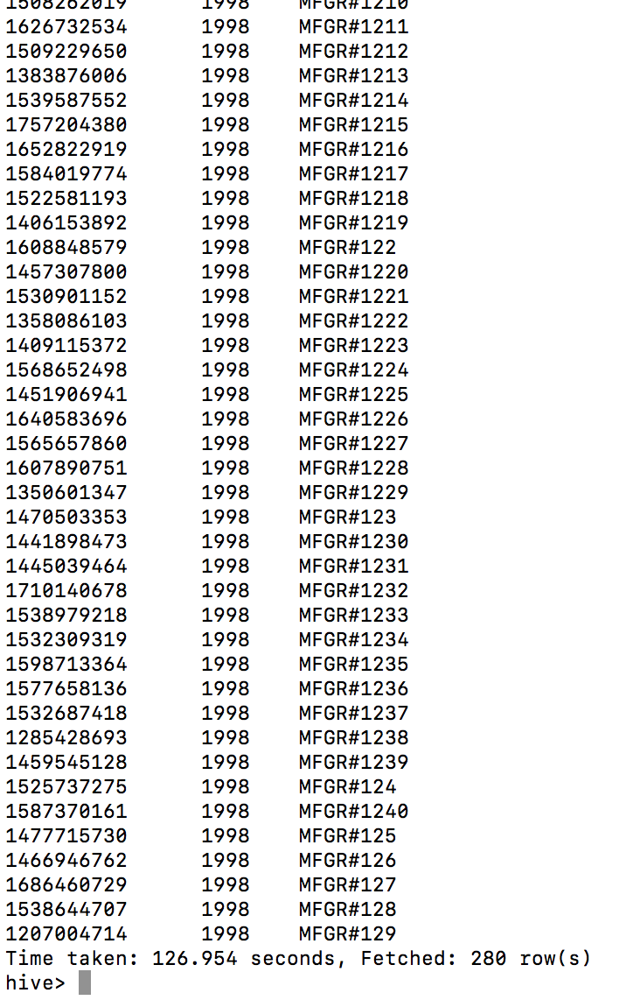 1508262019 1998 MFGR#1210
1626732534 1998 MFGR#1211
1509229650 1998 MFGR#1212
1383876006 1998 MFGR#1213
1539587552 1998 MFGR#1214
1757204380 1998 MFGR#1215
1652822919 1998 MFGR#1216
1584019774 1998 MFGR#1217
1522581193 1998 MFGR#1218
1406153892 1998 MFGR#1219
1608848579 1998 MFGR#122
1457307800 1998 MFGR#1220
1530901152 1998 MFGR#1221
1358086103 1998 MFGR#1222
1409115372 1998 MFGR#1223
1568652498 1998 MFGR#1224
1451906941 1998 MFGR#1225
1640583696 1998 MFGR#1226
1565657860 1998 MFGR#1227
1607890751 1998 MFGR#1228
1350601347 1998 MFGR#1229
1470503353 1998 MFGR#123
1441898473 1998 MFGR#1230
1445039464 1998 MFGR#1231
1710140678 1998 MFGR#1232
1538979218 1998 MFGR#1233
1532309319 1998 MFGR#1234
1598713364 1998 MFGR#1235
1577658136 1998 MFGR#1236
1532687418 1998 MFGR#1237
1285428693 1998 MFGR#1238
1459545128 1998 MFGR#1239
1525737275 1998 MFGR#124
1587370161 1998 MFGR#1240
1477715730 1998 MFGR#125
1466946762 1998 MFGR#126
1686460729 1998 MFGR#127
1538644707 1998 MFGR#128
1207004714 1998 MFGR#129
Time taken: 126.954 seconds, Fetched: 280 row(s)
hive>